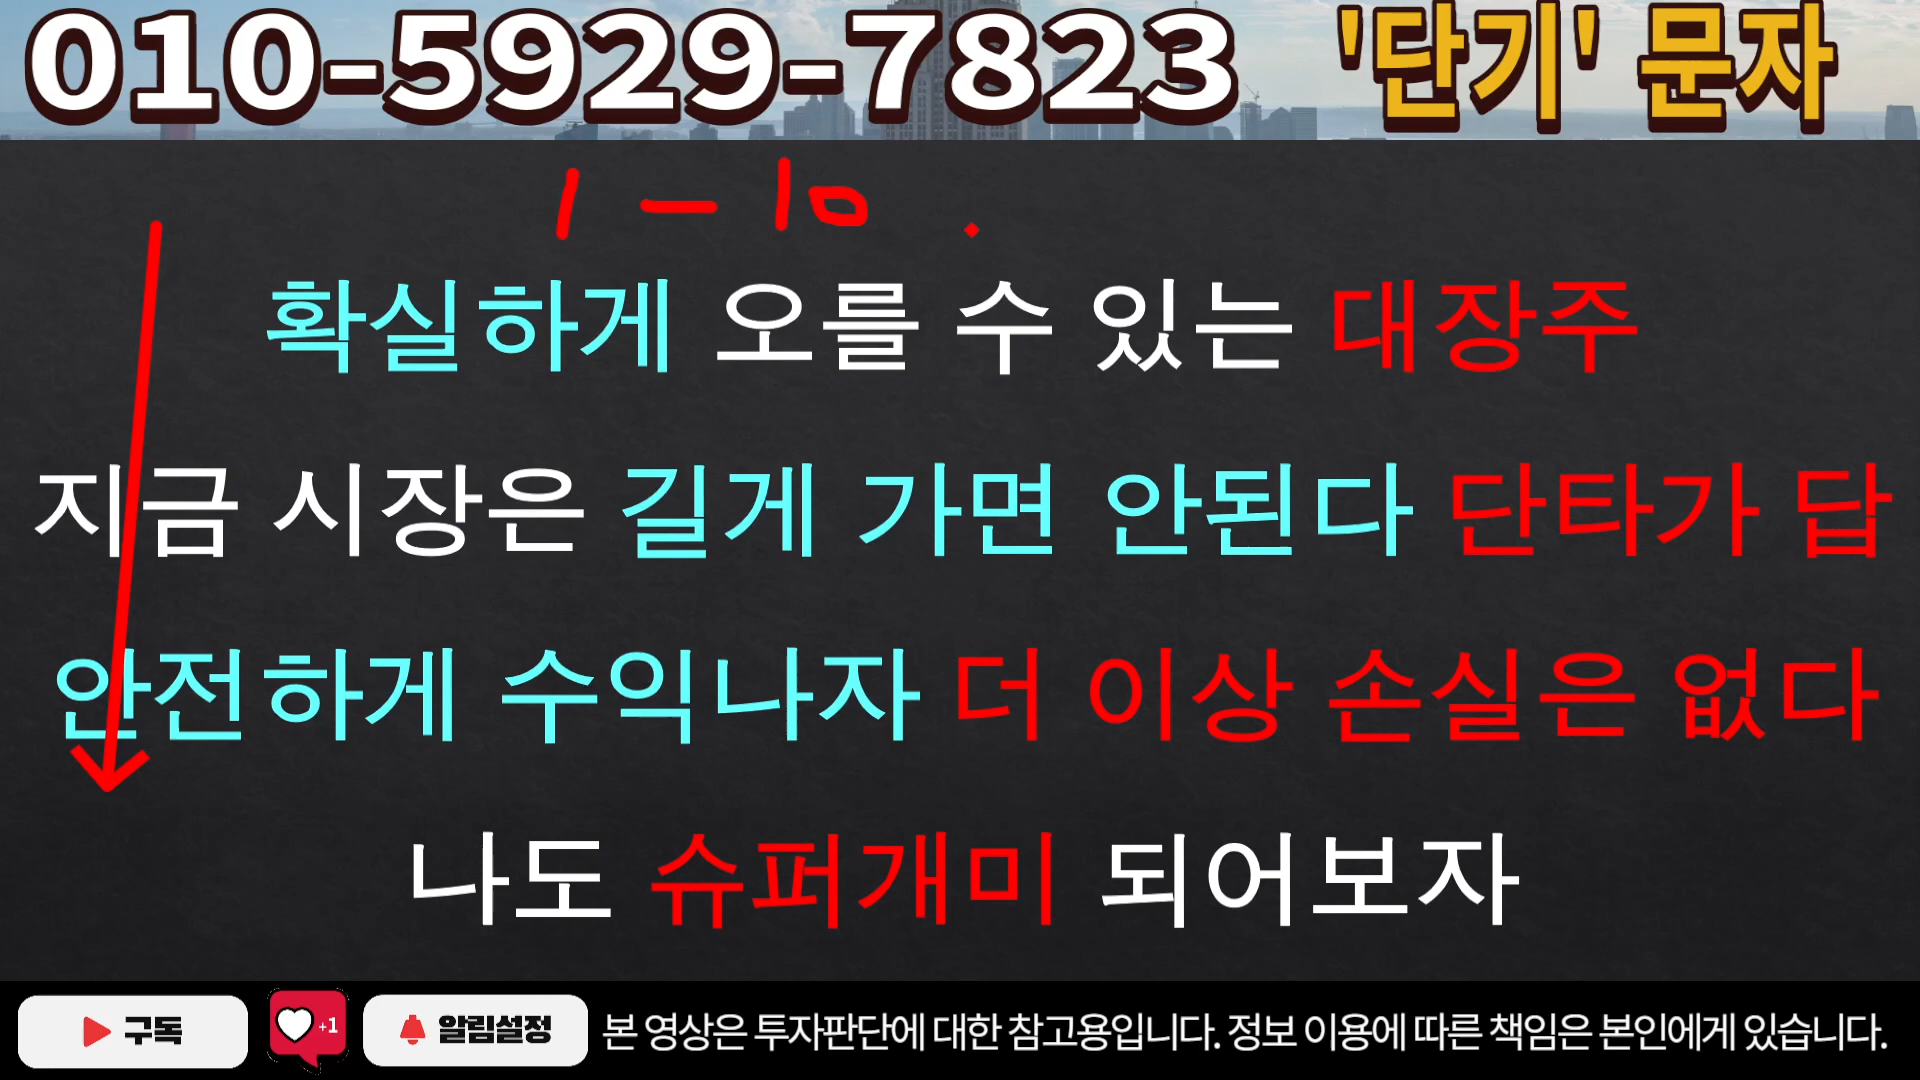 010-5929-7823 '단기' 문자
1 - 10
확실하게 오를 수 있는 대장주
지금 시장은 길게 가면 안된다 단타가 답
안전하게 수익나자 더 이상 손실은 없다
나도 슈퍼개미 되어보자
구독 +1 알림설정 본 영상은 투자판단에 대한 참고용입니다. 정보 이용에 따른 책임은 본인에게 있습니다.